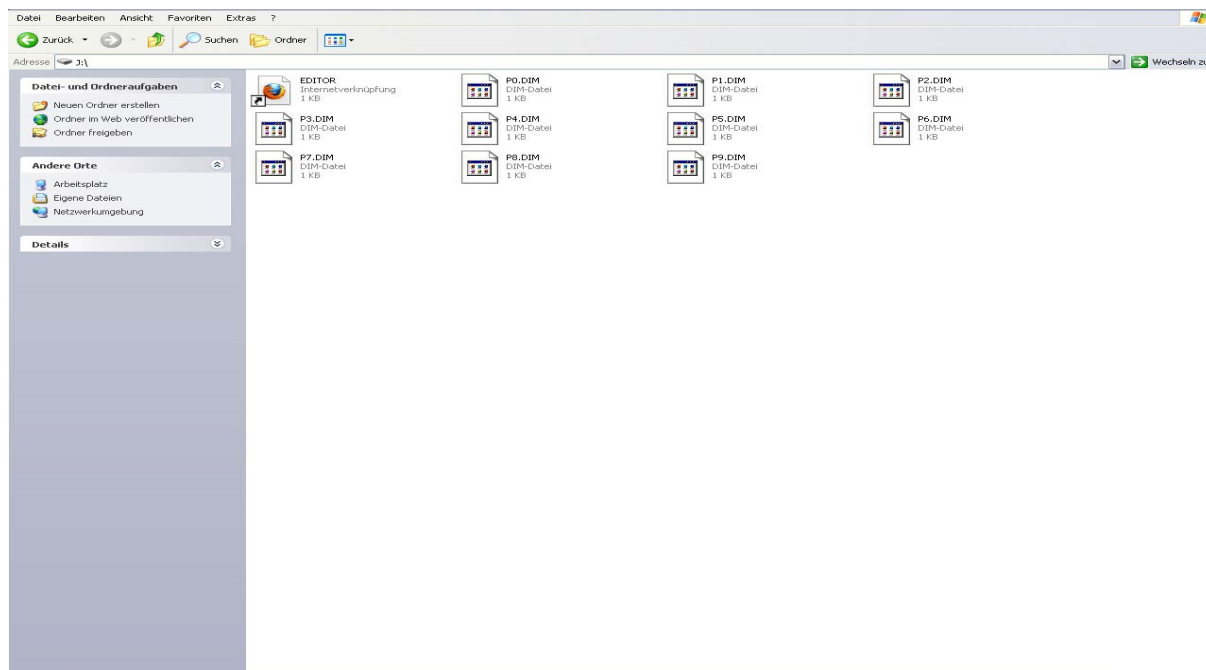 Datei Bearbeiten Ansicht Favoriten Extras ?
Zurück Suchen Ordner
Adresse J:\ Wechseln zu
Datei- und Ordneraufgaben
Neuen Ordner erstellen
Ordner im Web veröffentlichen
Ordner freigeben
Andere Orte
Arbeitsplatz
Eigene Dateien
Netzwerkumgebung
Details
EDITOR
Internetverknüpfung
1 KB
P0.DIM
DIM-Datei
1 KB
P1.DIM
DIM-Datei
1 KB
P2.DIM
DIM-Datei
1 KB
P3.DIM
DIM-Datei
1 KB
P4.DIM
DIM-Datei
1 KB
P5.DIM
DIM-Datei
1 KB
P6.DIM
DIM-Datei
1 KB
P7.DIM
DIM-Datei
1 KB
P8.DIM
DIM-Datei
1 KB
P9.DIM
DIM-Datei
1 KB